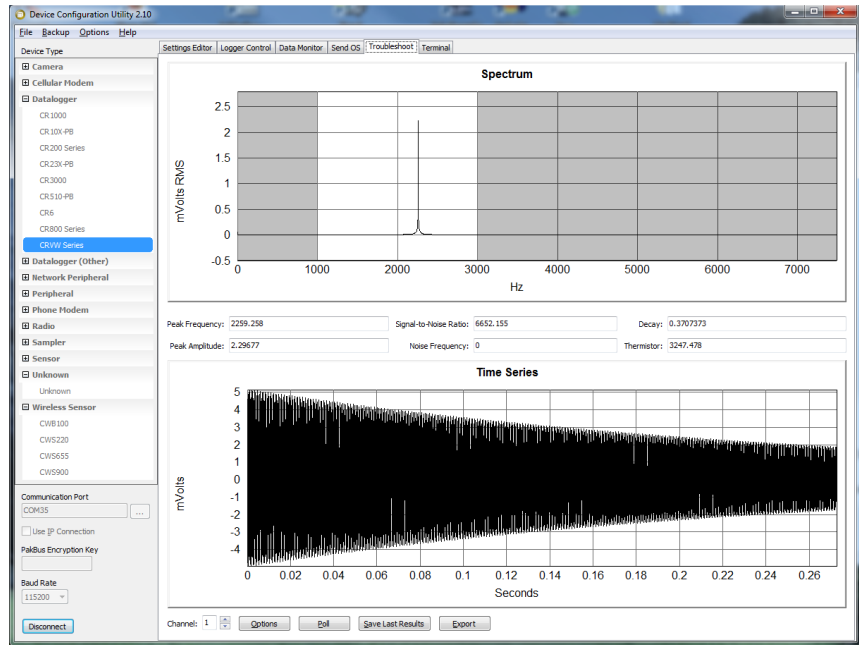 Device Configuration Utility 2.10
File Backup Options Help
Device Type
Camera
Cellular Modem
Datalogger
CR1000
CR10X-PB
CR200 Series
CR23X-PB
CR3000
CR510-PB
CR6
CR800 Series
CRVW Series
Datalogger (Other)
Network Peripheral
Peripheral
Phone Modem
Radio
Sampler
Sensor
Unknown
Unknown
Wireless Sensor
CWB100
CWS220
CWS655
CWS900
Communication Port
COM35
...
Use IP Connection
PakBus Encryption Key
Baud Rate
115200
Disconnect
Settings Editor Logger Control Data Monitor Send OS Troubleshoot Terminal
Spectrum
mVolts RMS
2.5
2
1.5
1
0.5
0
-0.5
0 1000 2000 3000 4000 5000 6000 7000
Hz
Peak Frequency: 2259.258 Signal-to-Noise Ratio: 6652.155 Decay: 0.3707373
Peak Amplitude: 2.29677 Noise Frequency: 0 Thermistor: 3247.478
Time Series
mVolts
5
4
3
2
1
0
-1
-2
-3
-4
0 0.02 0.04 0.06 0.08 0.1 0.12 0.14 0.16 0.18 0.2 0.22 0.24 0.26
Seconds
Channel: 1 Options Poll Save Last Results Export